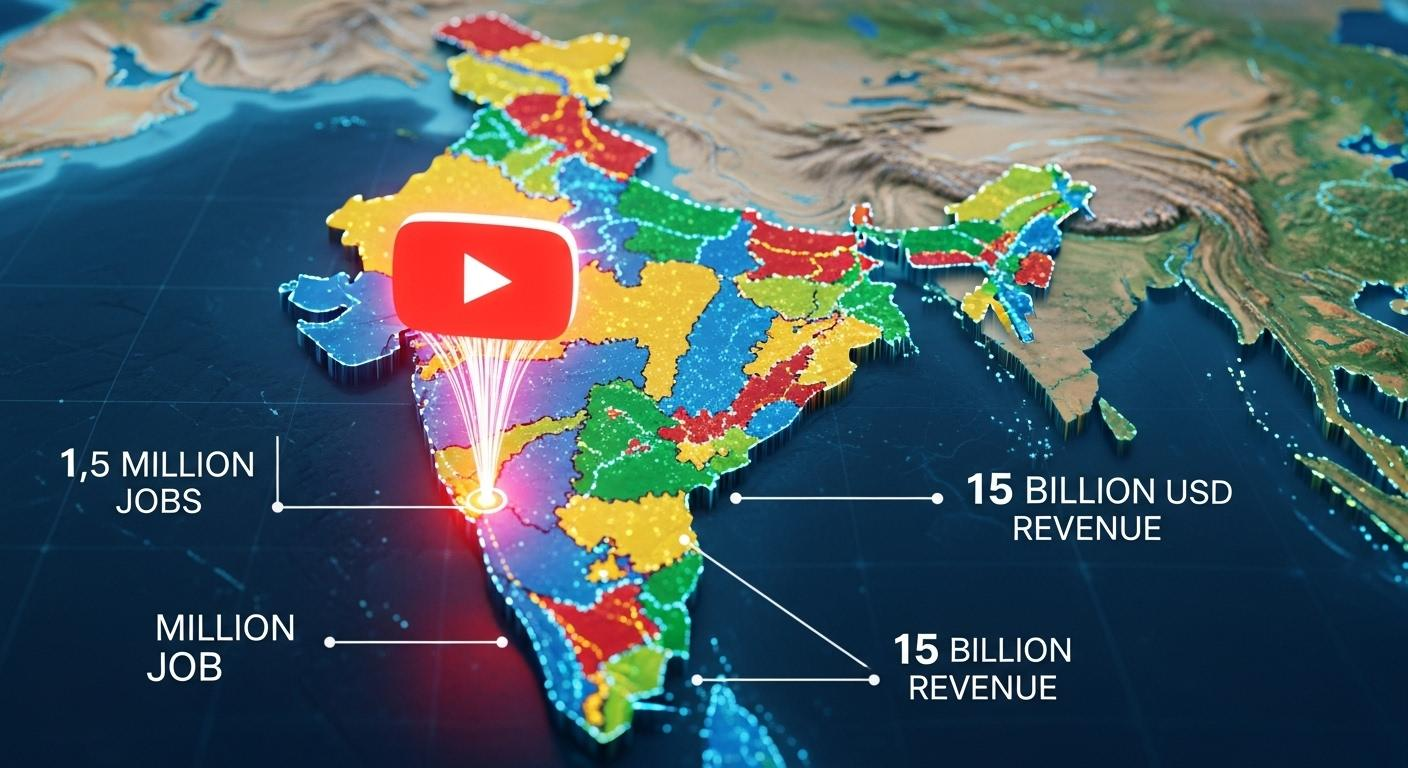 1,5 MILLION
JOBS
15 BILLION USD
REVENUE
MILLION
JOB
15 BILLION
REVENUE